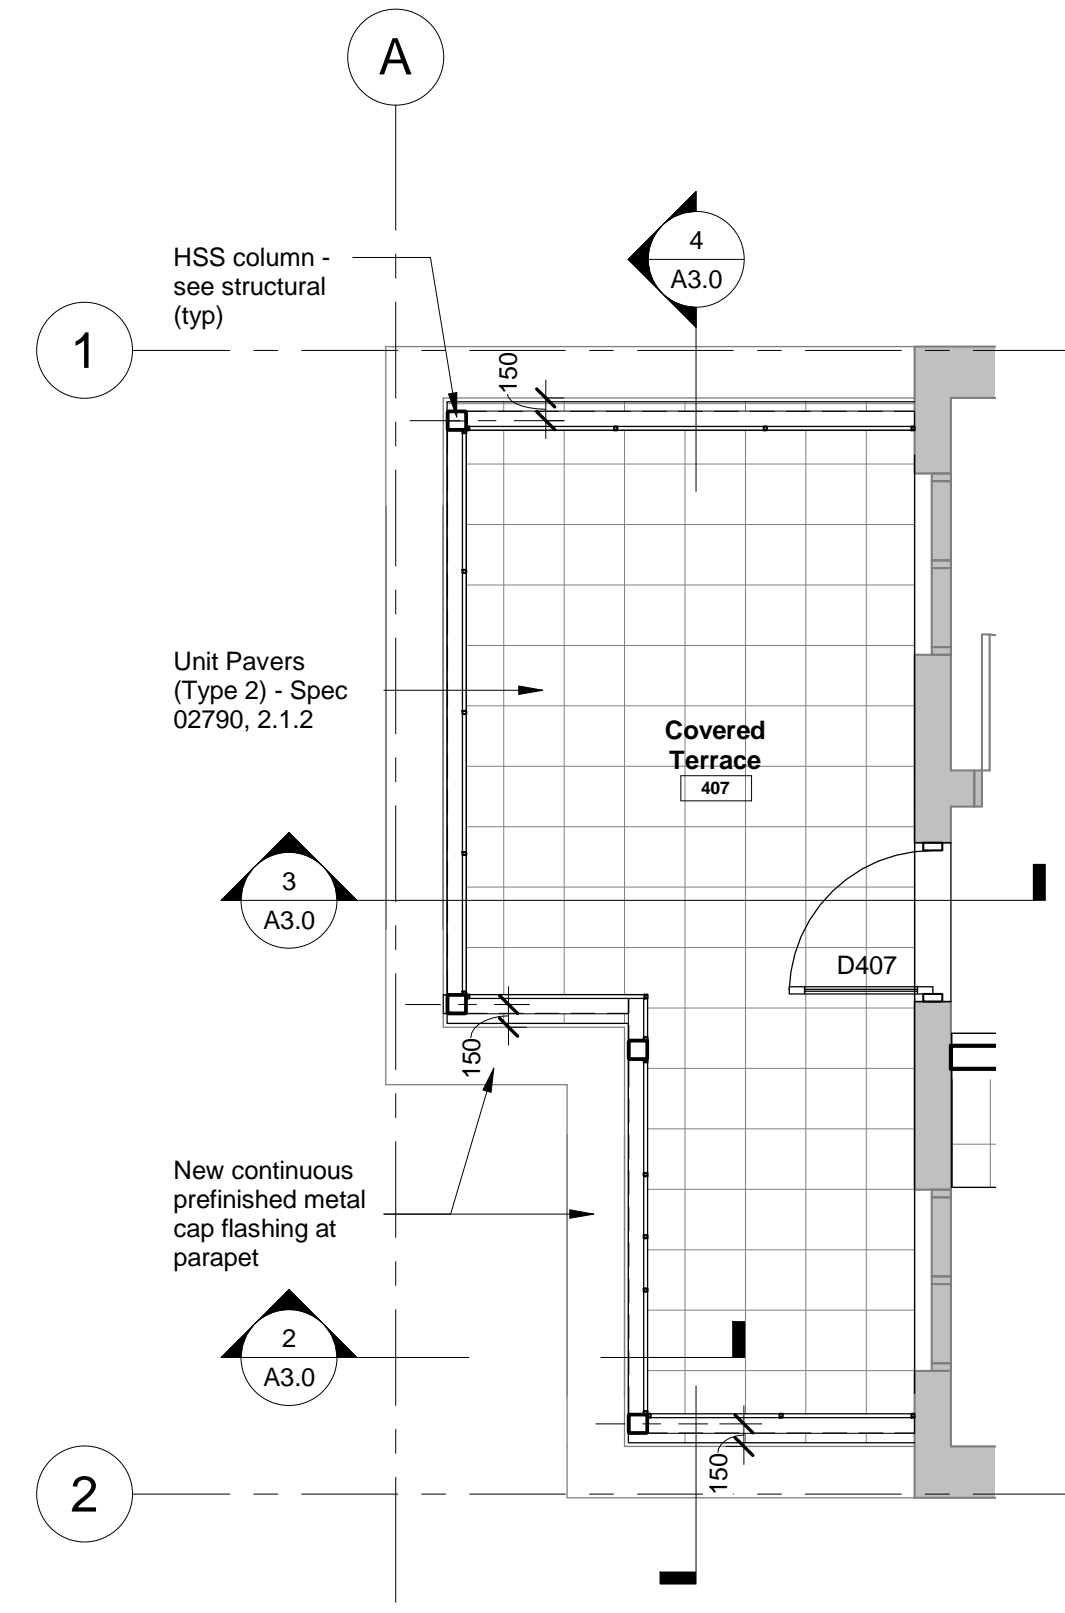 A
4
A3.0
HSS column -
see structural
(typ)
1
150
Unit Pavers
(Type 2) - Spec
02790, 2.1.2
Covered
Terrace
407
3
A3.0
D407
150
New continuous
prefinished metal
cap flashing at
parapet
2
A3.0
150
2